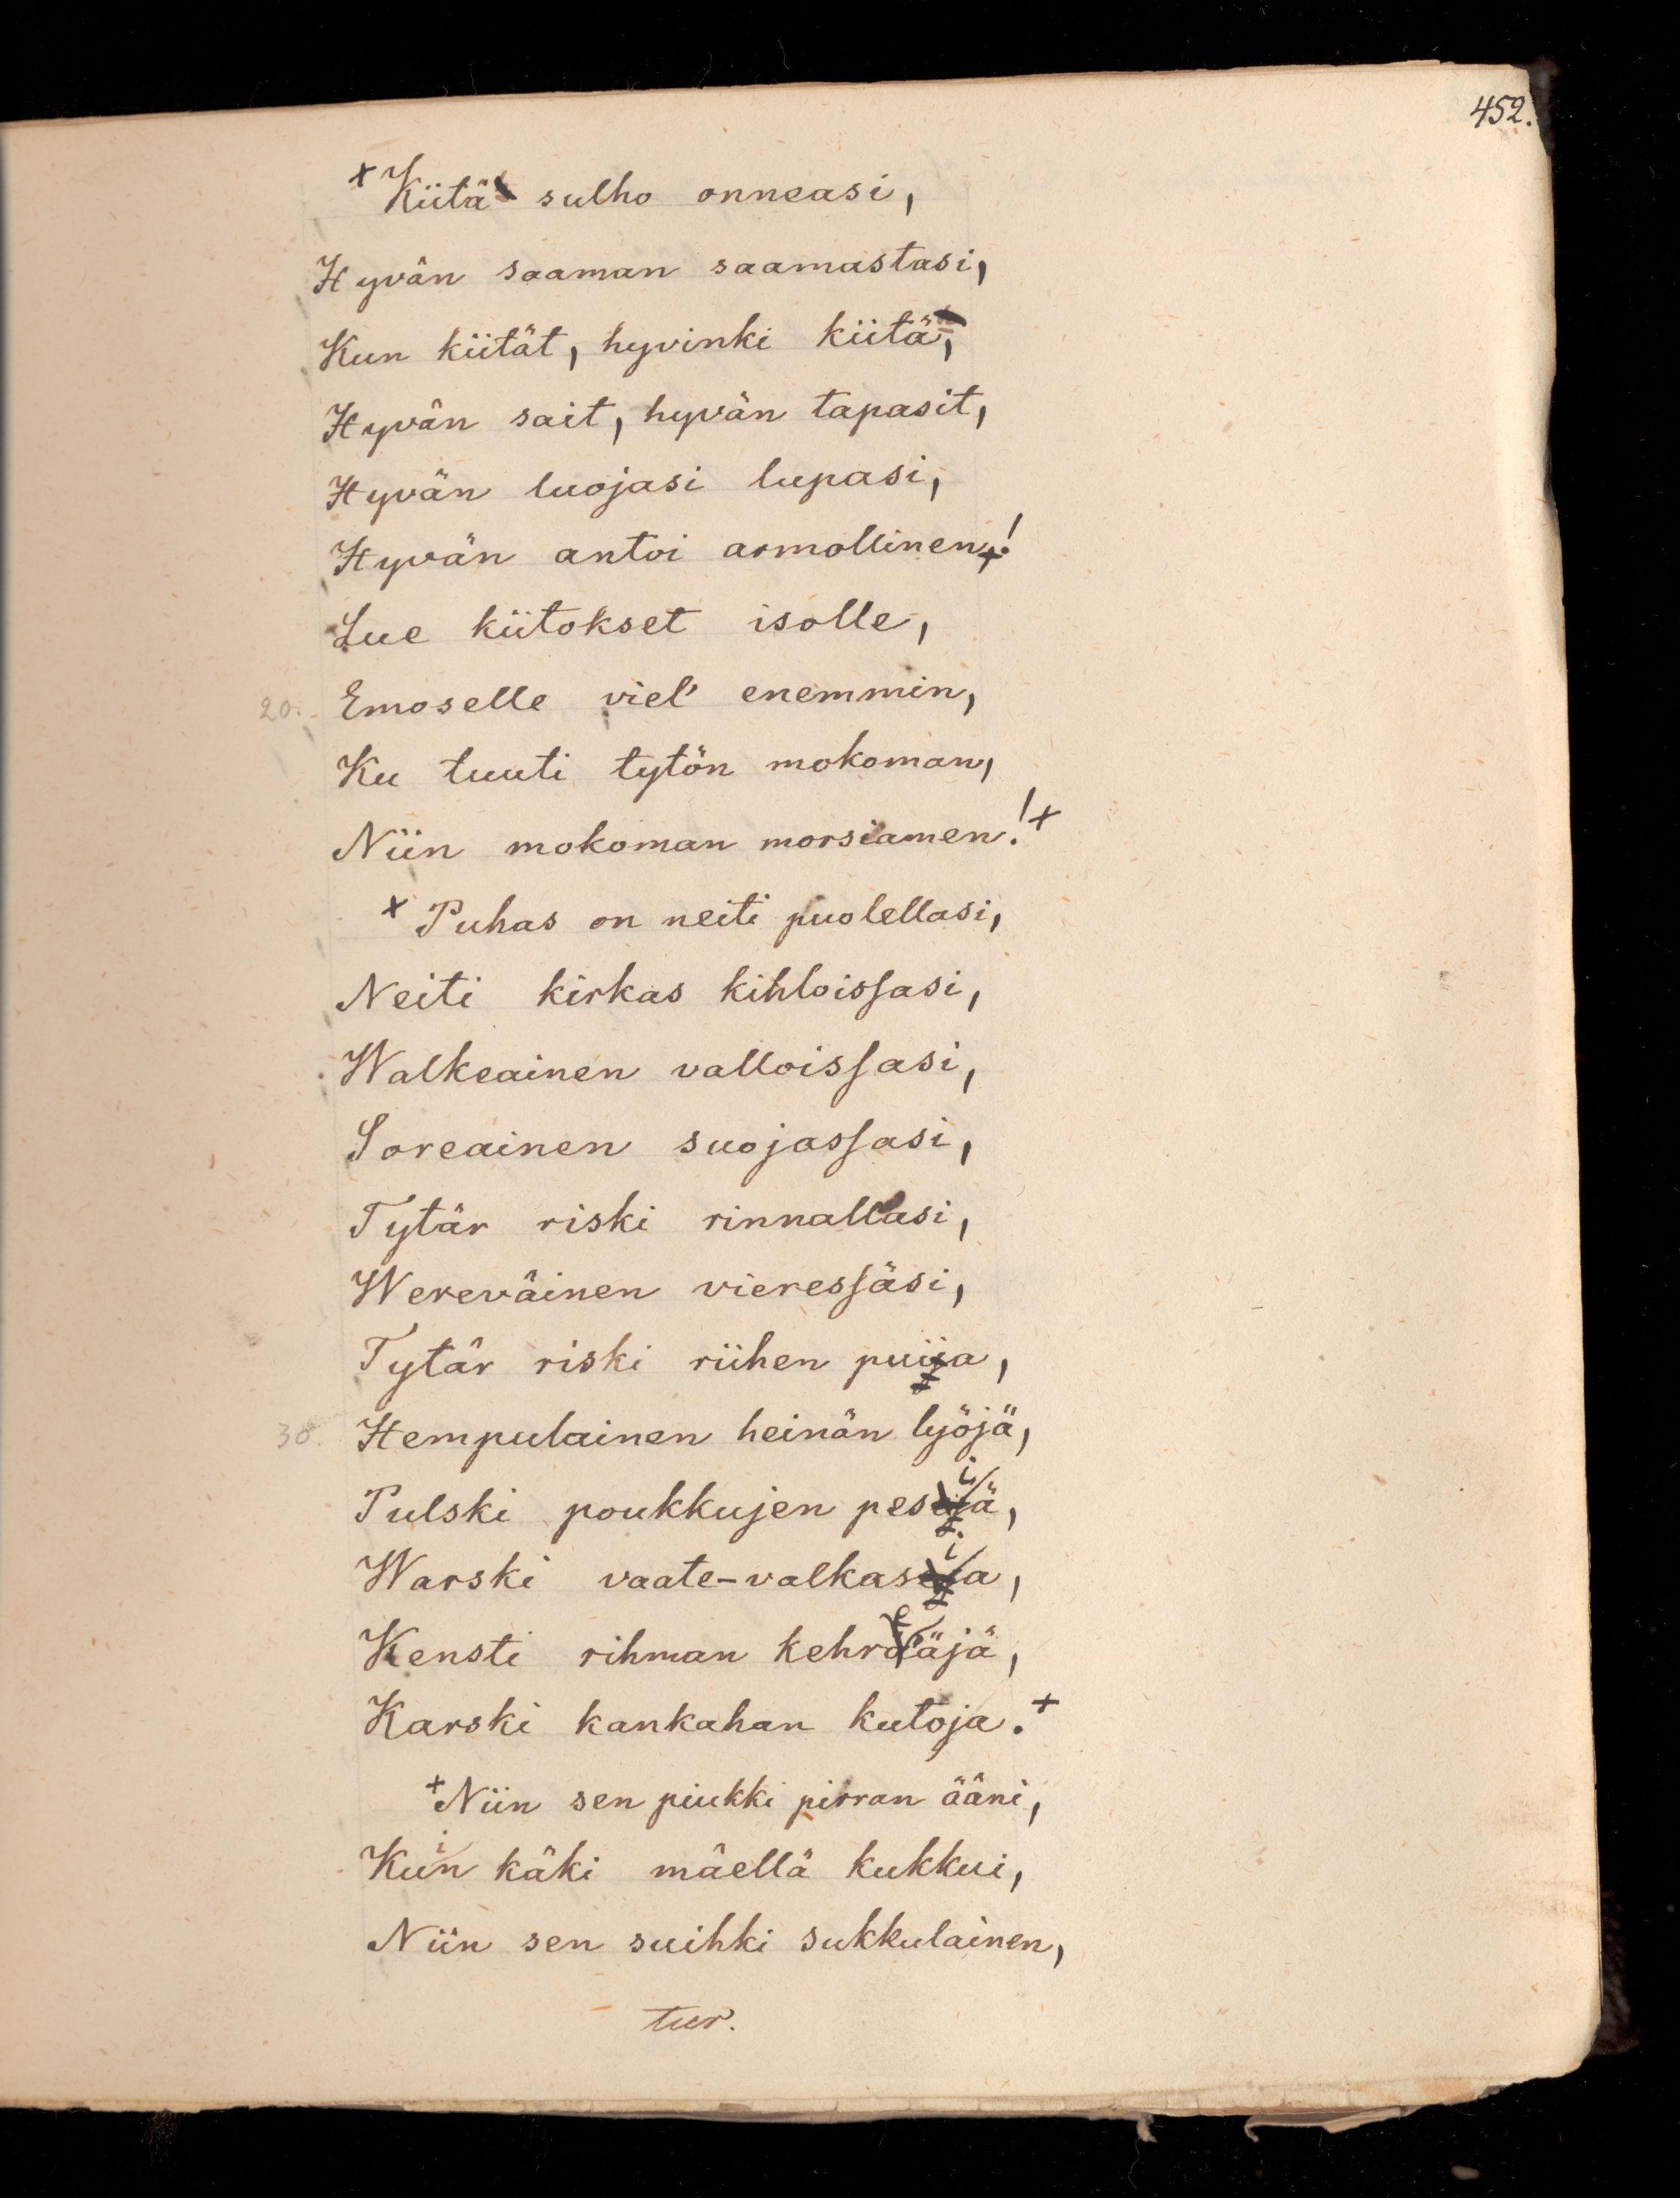 452.
+ Kiitä sulho onneasi,
Hyvän saaman saamastasi,
Kun kiität, hyvinki kiitä,
Hyvän sait, hyvän tapasit,
Hyvän luojasi lupasi,
Hyvän antoi armollinen!
Lue kiitokset isolle,
20. Emoselle viel' enemmin,
Ku tuuti tytön mokoman,
Niin mokoman morsiamen! +
+ Puhas on neiti puolellasi,
Neiti kirkas kihloissasi,
Walkeainen valloissasi,
Soreainen suojassasi,
Tytär riski rinnallasi,
Wereväinen vieressäsi,
Tytär riski riihen puija,
30. Hempulainen heinän lyöjä,
Pulski poukkujen pesijä,
Warski vaate-valkasija,
Kensti rihman kehreäjä,
Karski kankahan kutoja. +
+ Niin sen piukki pirran ääni,
Kuin käki mäellä kukkui,
Niin sen suihki sukkulainen,
tur.